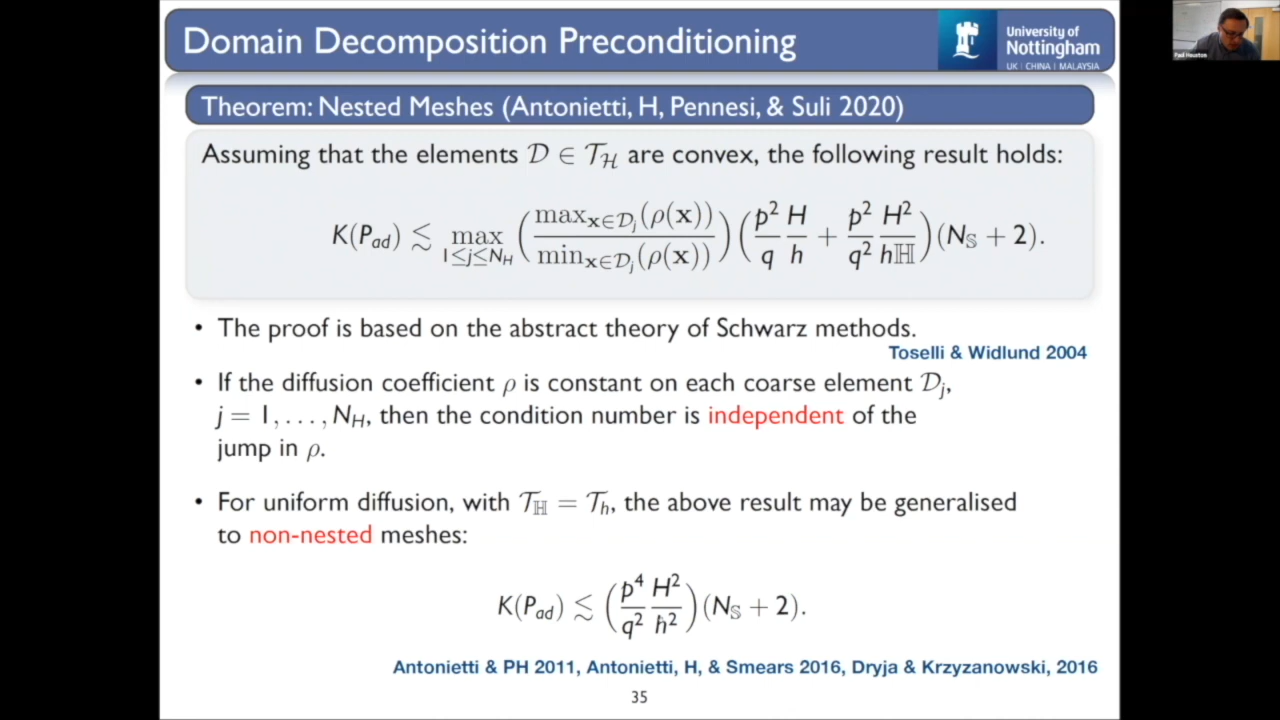 Domain Decomposition Preconditioning
University of
Nottingham
UK | CHINA | MALAYSIA
Paul Houston
Theorem: Nested Meshes (Antonietti, H, Pennesi, & Suli 2020)
Assuming that the elements 𝒟 ∈ 𝒯_ℋ are convex, the following result holds:
K(P_ad) ≲ max_{1≤j≤N_H} (max_{𝐱∈𝒟_j}(ρ(𝐱)) / min_{𝐱∈𝒟_j}(ρ(𝐱))) (p²/q H/h + p²/q² H²/hℍ) (N_𝕊 + 2).
• The proof is based on the abstract theory of Schwarz methods.
Toselli & Widlund 2004
• If the diffusion coefficient ρ is constant on each coarse element 𝒟_j,
j = 1, . . . , N_H, then the condition number is independent of the
jump in ρ.
• For uniform diffusion, with 𝒯_ℍ = 𝒯_h, the above result may be generalised
to non-nested meshes:
K(P_ad) ≲ (p⁴/q² H²/ħ²) (N_𝕊 + 2).
Antonietti & PH 2011, Antonietti, H, & Smears 2016, Dryja & Krzyzanowski, 2016
35